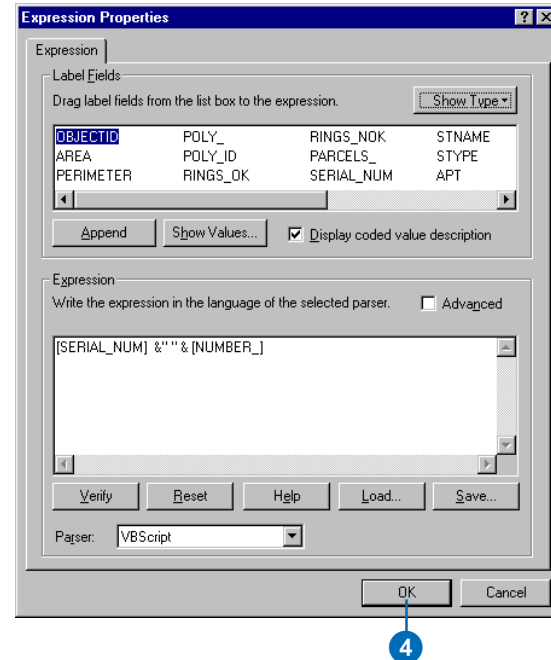 Expression Properties
Expression
Label Fields
Drag label fields from the list box to the expression.
Show Type
OBJECTID POLY_ RINGS_NOK STNAME
AREA POLY_ID PARCELS_ STYPE
PERIMETER RINGS_OK SERIAL_NUM APT
Append Show Values... Display coded value description
Expression
Write the expression in the language of the selected parser. Advanced
[SERIAL_NUM] &" "& [NUMBER_]
Verify Reset Help Load... Save...
Parser: VBScript
OK Cancel
4